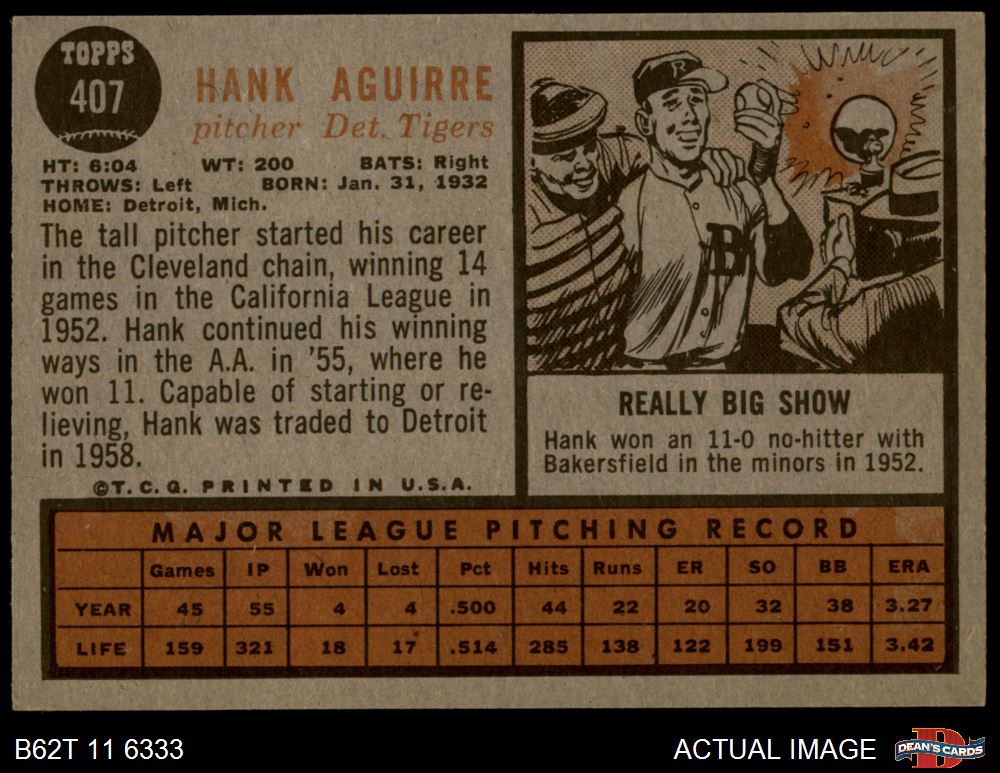 TOPPS
407
HANK AGUIRRE
pitcher Det. Tigers
HT: 6:04 WT: 200 BATS: Right
THROWS: Left BORN: Jan. 31, 1932
HOME: Detroit, Mich.
The tall pitcher started his career
in the Cleveland chain, winning 14
games in the California League in
1952. Hank continued his winning
ways in the A.A. in '55, where he
won 11. Capable of starting or re-
lieving, Hank was traded to Detroit
in 1958.
©T.C.G. PRINTED IN U.S.A.
R
B
REALLY BIG SHOW
Hank won an 11-0 no-hitter with
Bakersfield in the minors in 1952.
MAJOR LEAGUE PITCHING RECORD
Games IP Won Lost Pct Hits Runs ER SO BB ERA
YEAR 45 55 4 4 .500 44 22 20 32 38 3.27
LIFE 159 321 18 17 .514 285 138 122 199 151 3.42
B62T 11 6333
ACTUAL IMAGE
D
DEAN'S CARDS